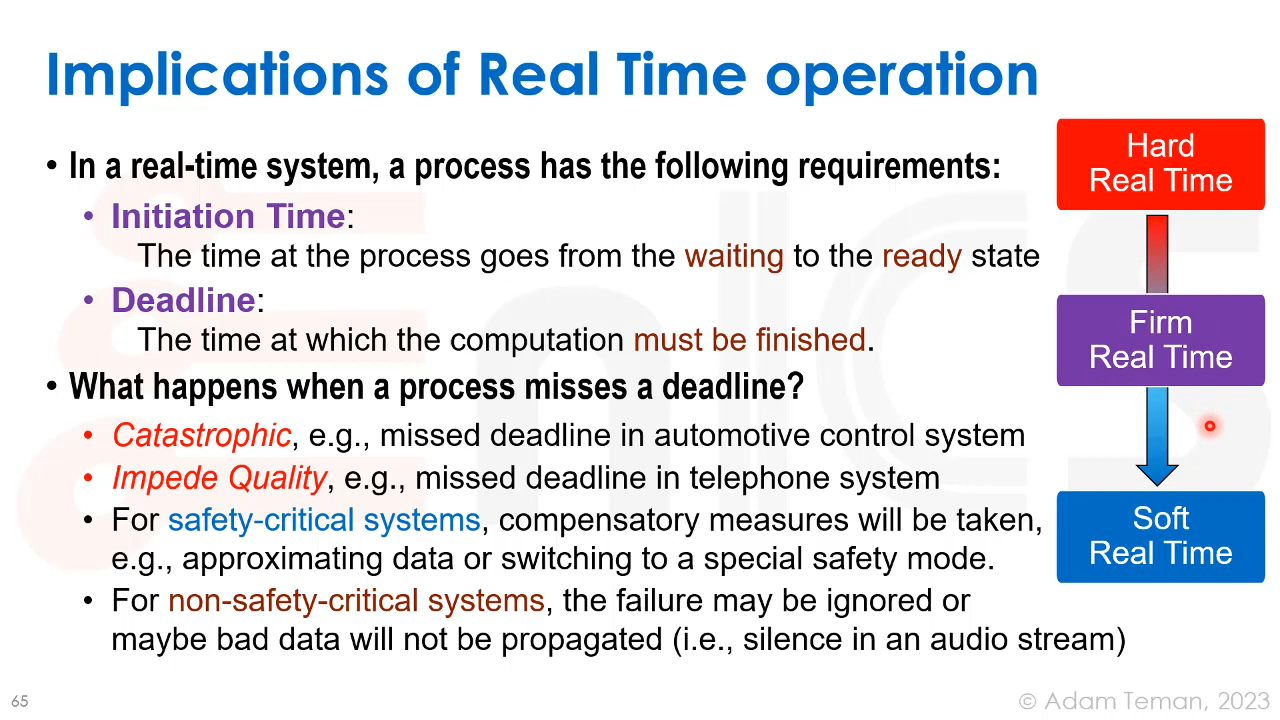 Implications of Real Time operation
• In a real-time system, a process has the following requirements:
• Initiation Time:
The time at the process goes from the waiting to the ready state
• Deadline:
The time at which the computation must be finished.
• What happens when a process misses a deadline?
• Catastrophic, e.g., missed deadline in automotive control system
• Impede Quality, e.g., missed deadline in telephone system
• For safety-critical systems, compensatory measures will be taken,
e.g., approximating data or switching to a special safety mode.
• For non-safety-critical systems, the failure may be ignored or
maybe bad data will not be propagated (i.e., silence in an audio stream)
Hard
Real Time
Firm
Real Time
Soft
Real Time
65
© Adam Teman, 2023